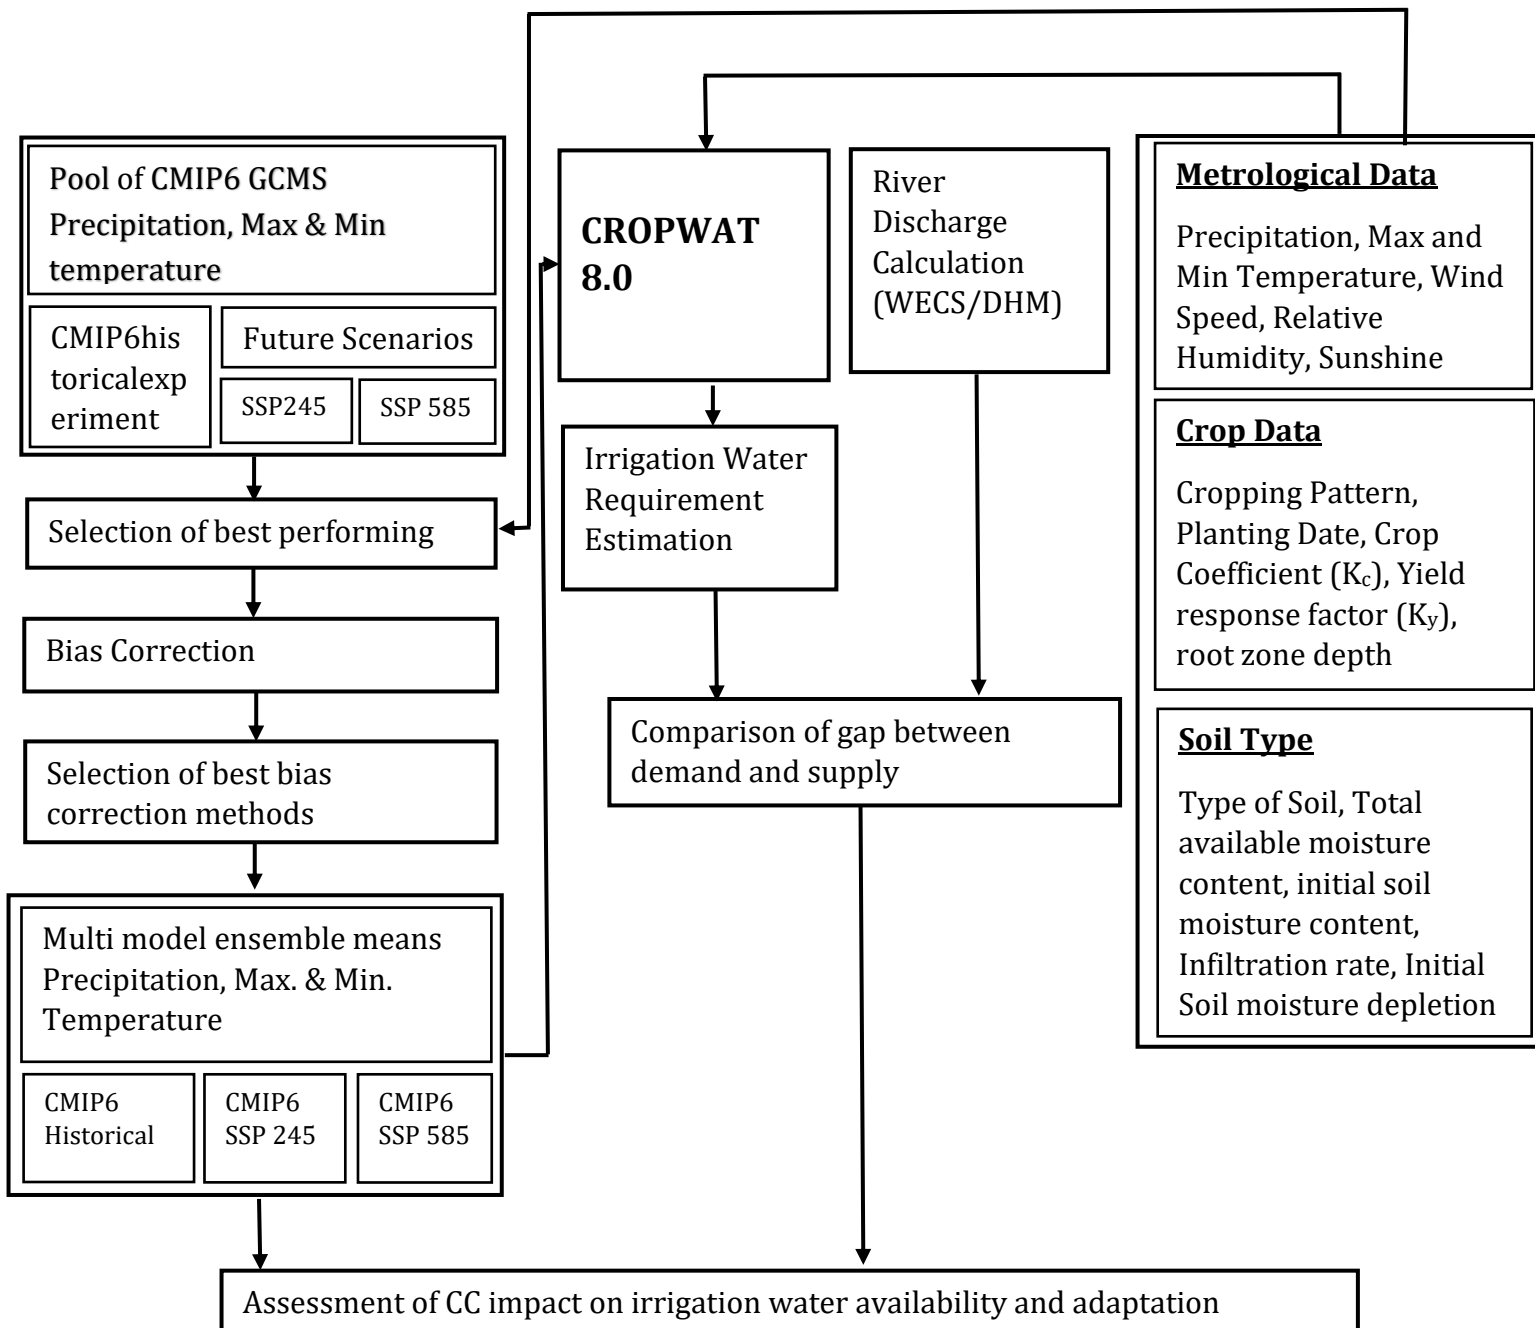 Pool of CMIP6 GCMS
Precipitation, Max & Min
temperature
CMIP6his
toricalexp
eriment
Future Scenarios
SSP245
SSP 585
Selection of best performing
Bias Correction
Selection of best bias
correction methods
Multi model ensemble means
Precipitation, Max. & Min.
Temperature
CMIP6
Historical
CMIP6
SSP 245
CMIP6
SSP 585
CROPWAT
8.0
Irrigation Water
Requirement
Estimation
River
Discharge
Calculation
(WECS/DHM)
Comparison of gap between
demand and supply
Metrological Data
Precipitation, Max and
Min Temperature, Wind
Speed, Relative
Humidity, Sunshine
Crop Data
Cropping Pattern,
Planting Date, Crop
Coefficient (Kc), Yield
response factor (Ky),
root zone depth
Soil Type
Type of Soil, Total
available moisture
content, initial soil
moisture content,
Infiltration rate, Initial
Soil moisture depletion
Assessment of CC impact on irrigation water availability and adaptation